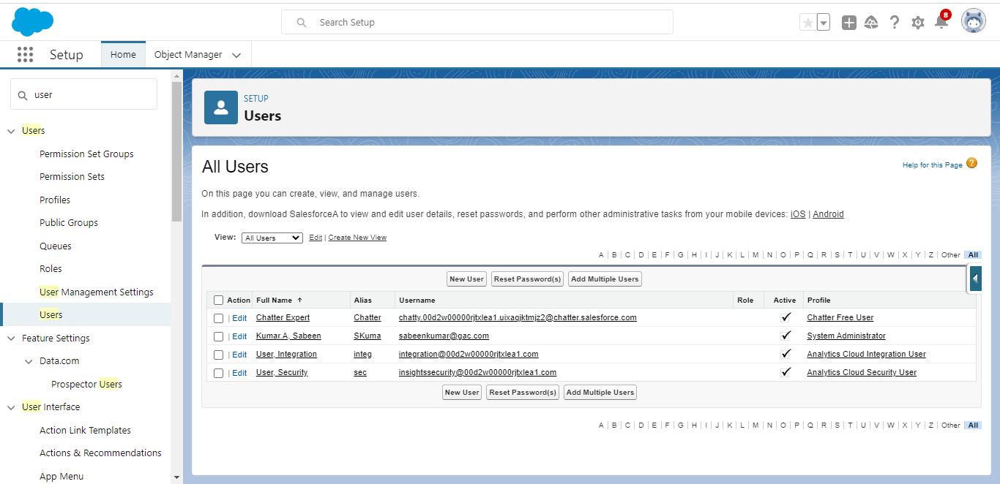 Search Setup
8
Setup
Home
Object Manager
user
Users
Permission Set Groups
Permission Sets
Profiles
Public Groups
Queues
Roles
User Management Settings
Users
Feature Settings
Data.com
Prospector Users
User Interface
Action Link Templates
Actions & Recommendations
App Menu
SETUP
Users
All Users
Help for this Page ?
On this page you can create, view, and manage users.
In addition, download SalesforceA to view and edit user details, reset passwords, and perform other administrative tasks from your mobile devices: iOS | Android
View: All Users Edit | Create New View
A | B | C | D | E | F | G | H | I | J | K | L | M | N | O | P | Q | R | S | T | U | V | W | X | Y | Z | Other All
New User Reset Password(s) Add Multiple Users
Action Full Name ↑ Alias Username Role Active Profile
| Edit Chatter Expert Chatter chatty.00d2w00000rjtxlea1.uixaqjktmjz2@chatter.salesforce.com ✓ Chatter Free User
| Edit Kumar.A, Sabeen SKuma sabeenkumar@gac.com ✓ System Administrator
| Edit User, Integration integ integration@00d2w00000rjtxlea1.com ✓ Analytics Cloud Integration User
| Edit User, Security sec insightssecurity@00d2w00000rjtxlea1.com ✓ Analytics Cloud Security User
New User Reset Password(s) Add Multiple Users
A | B | C | D | E | F | G | H | I | J | K | L | M | N | O | P | Q | R | S | T | U | V | W | X | Y | Z | Other All